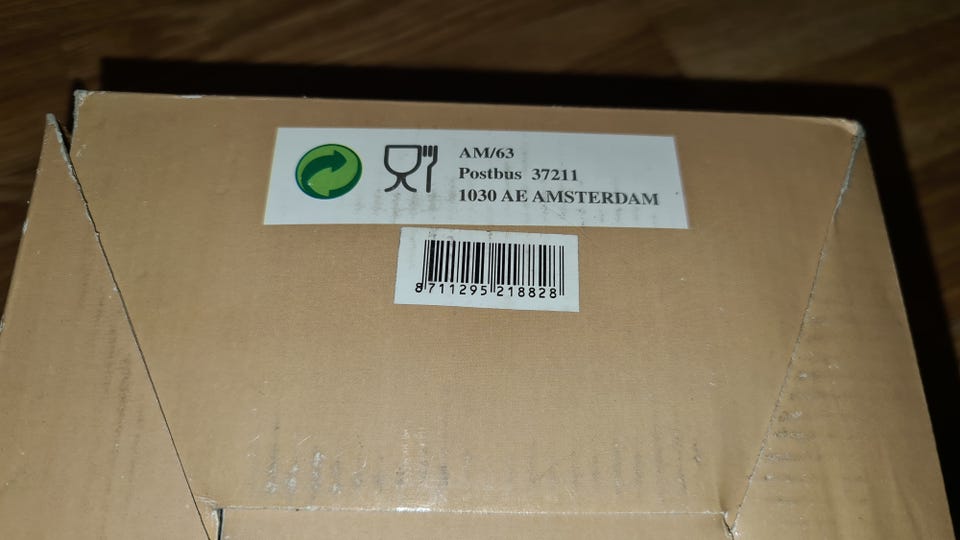 AM/63
Postbus 37211
1030 AE AMSTERDAM
8 711295 218828